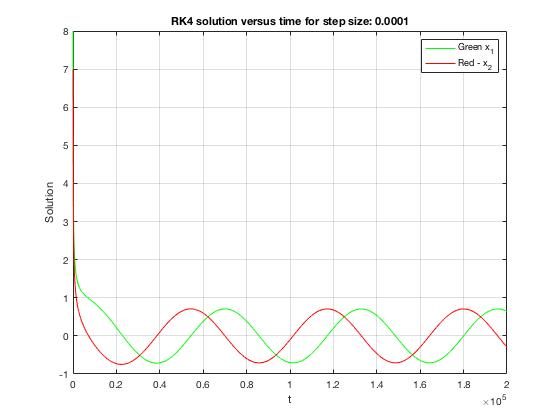 RK4 solution versus time for step size: 0.0001
Green x1
Red - x2
Solution
8
7
6
5
4
3
2
1
0
-1
0 0.2 0.4 0.6 0.8 1 1.2 1.4 1.6 1.8 2
t
×10^5